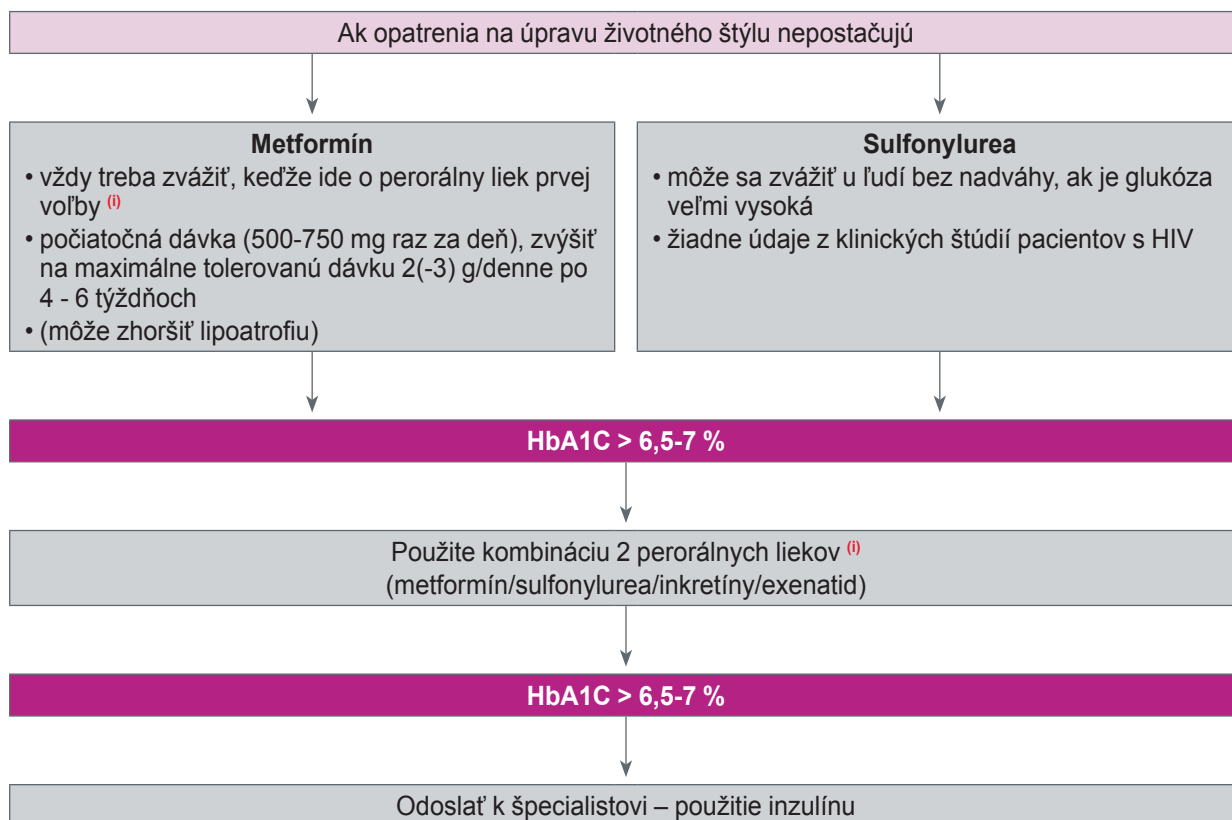 Ak opatrenia na úpravu životného štýlu nepostačujú
Metformín
• vždy treba zvážiť, keďže ide o perorálny liek prvej
voľby (i)
• počiatočná dávka (500-750 mg raz za deň), zvýšiť
na maximálne tolerovanú dávku 2(-3) g/denne po
4 - 6 týždňoch
• (môže zhoršiť lipoatrofiu)
Sulfonylurea
• môže sa zvážiť u ľudí bez nadváhy, ak je glukóza
veľmi vysoká
• žiadne údaje z klinických štúdií pacientov s HIV
HbA1C > 6,5-7 %
Použite kombináciu 2 perorálnych liekov (i)
(metformín/sulfonylurea/inkretíny/exenatid)
HbA1C > 6,5-7 %
Odoslať k špecialistovi – použitie inzulínu